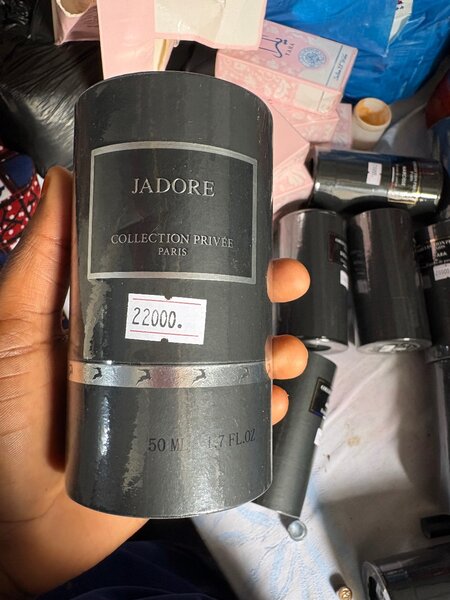 JADORE
COLLECTION PRIVÉE
PARIS
22000.
50 ML 1.7 FL.OZ